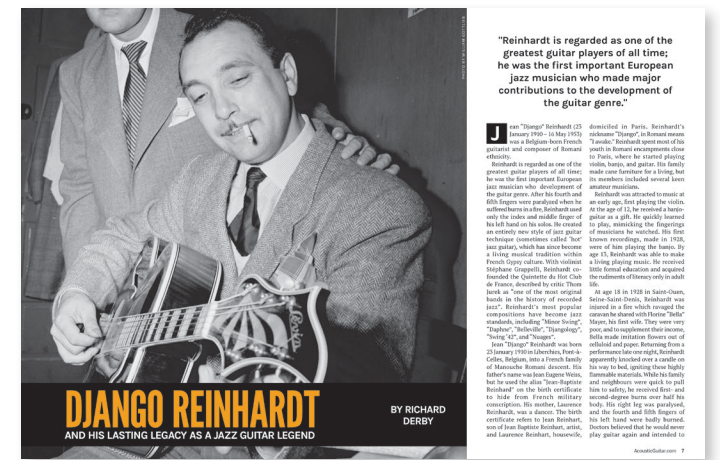 DJANGO REINHARDT
AND HIS LASTING LEGACY AS A JAZZ GUITAR LEGEND
BY RICHARD
DERBY
"Reinhardt is regarded as one of the
greatest guitar players of all time;
he was the first important European
jazz musician who made major
contributions to the development of
the guitar genre."
Jean "Django" Reinhardt (23
January 1910 – 16 May 1953)
was a Belgium-born French
guitarist and composer of Romani
ethnicity.
Reinhardt is regarded as one of the
greatest guitar players of all time;
he was the first important European
jazz musician who development of
the guitar genre. After his fourth and
fifth fingers were paralyzed when he
suffered burns in a fire, Reinhardt used
only the index and middle finger of
his left hand on his solos. He created
an entirely new style of jazz guitar
technique (sometimes called 'hot'
jazz guitar), which has since become
a living musical tradition within
French Gypsy culture. With violinist
Stéphane Grappelli, Reinhardt co-
founded the Quintette du Hot Club
de France, described by critic Thom
Jurek as "one of the most original
bands in the history of recorded
jazz". Reinhardt's most popular
compositions have become jazz
standards, including "Minor Swing",
"Daphne", "Belleville", "Djangology",
"Swing '42", and "Nuages".
Jean "Django" Reinhardt was born
23 January 1910 in Liberchies, Pont-à-
Celles, Belgium, into a French family
of Manouche Romani descent. His
father's name was Jean Eugene Weiss,
but he used the alias "Jean-Baptiste
Reinhardt" on the birth certificate
to hide from French military
conscription. His mother, Laurence
Reinhardt, was a dancer. The birth
certificate refers to Jean Reinhart,
son of Jean Baptiste Reinhart, artist,
and Laurence Reinhart, housewife,
domiciled in Paris. Reinhardt's
nickname "Django", in Romani means
"I awake." Reinhardt spent most of his
youth in Romani encampments close
to Paris, where he started playing
violin, banjo, and guitar. His family
made cane furniture for a living, but
its members included several keen
amateur musicians.
Reinhardt was attracted to music at
an early age, first playing the violin.
At the age of 12, he received a banjo-
guitar as a gift. He quickly learned
to play, mimicking the fingerings
of musicians he watched. His first
known recordings, made in 1928,
were of him playing the banjo. By
age 13, Reinhardt was able to make
a living playing music. He received
little formal education and acquired
the rudiments of literacy only in adult
life.
At age 18 in 1928 in Saint-Ouen,
Seine-Saint-Denis, Reinhardt was
injured in a fire which ravaged the
caravan he shared with Florine "Bella"
Mayer, his first wife. They were very
poor, and to supplement their income,
Bella made imitation flowers out of
celluloid and paper. Returning from a
performance late one night, Reinhardt
apparently knocked over a candle on
his way to bed, igniting these highly
flammable materials. While his family
and neighbours were quick to pull
him to safety, he received first- and
second-degree burns over half his
body. His right leg was paralysed,
and the fourth and fifth fingers of
his left hand were badly burned.
Doctors believed that he would never
play guitar again and intended to
AcousticGuitar.com 7